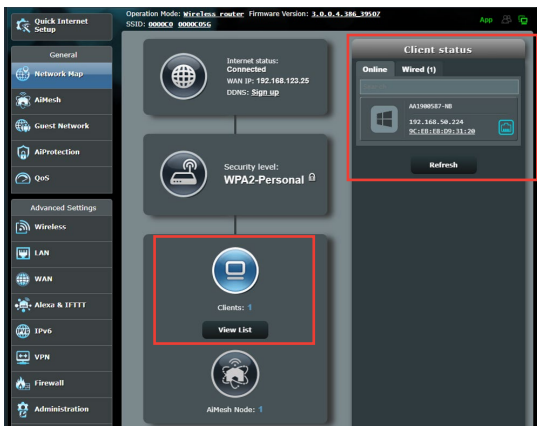 Quick Internet
Setup
General
Network Map
AiMesh
Guest Network
AiProtection
QoS
Advanced Settings
Wireless
LAN
WAN
Alexa & IFTTT
IPv6
VPN
Firewall
Administration
Operation Mode: Wireless router Firmware Version: 3.0.0.4.386_39507
SSID: 0000C0 0000C05G
App
Internet status:
Connected
WAN IP: 192.168.123.25
DDNS: Sign up
Security level:
WPA2-Personal
Clients: 1
View List
AiMesh Node: 1
Client status
Online Wired (1)
AA1900587-NB
192.168.50.224
9C:EB:E8:D9:31:20
Refresh